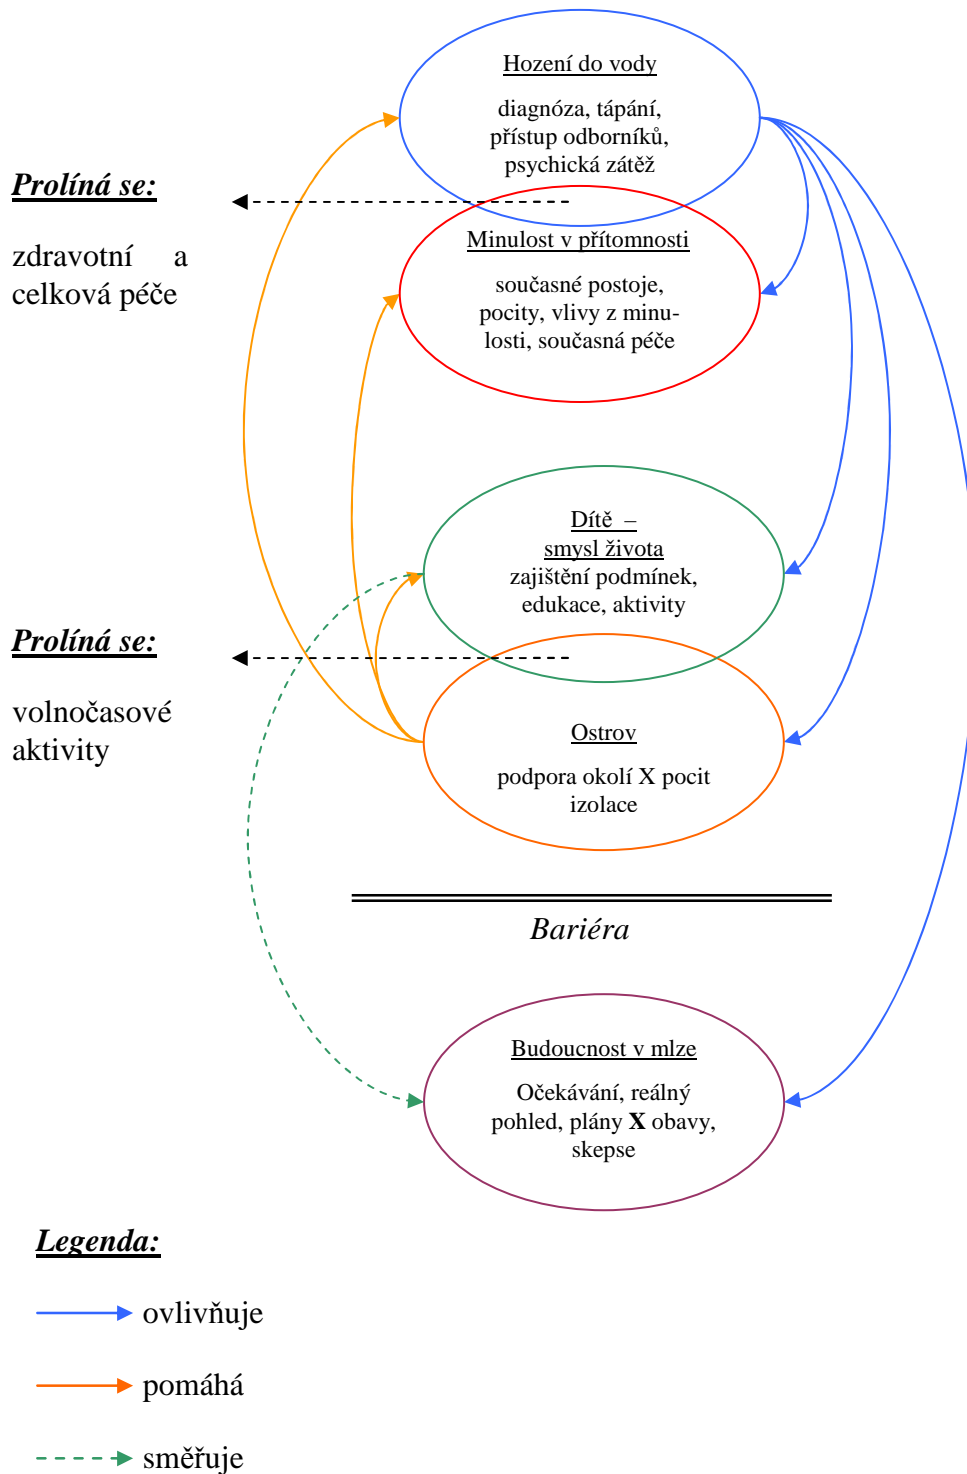 Hození do vody
diagnóza, tápání,
přístup odborníků,
psychická zátěž
Prolíná se:
zdravotní a
celková péče
Minulost v přítomnosti
současné postoje,
pocity, vlivy z minu-
losti, současná péče
Dítě –
smysl života
zajištění podmínek,
edukace, aktivity
Prolíná se:
volnočasové
aktivity
Ostrov
podpora okolí X pocit
izolace
Bariéra
Budoucnost v mlze
Očekávání, reálný
pohled, plány X obavy,
skepse
Legenda:
ovlivňuje
pomáhá
směřuje